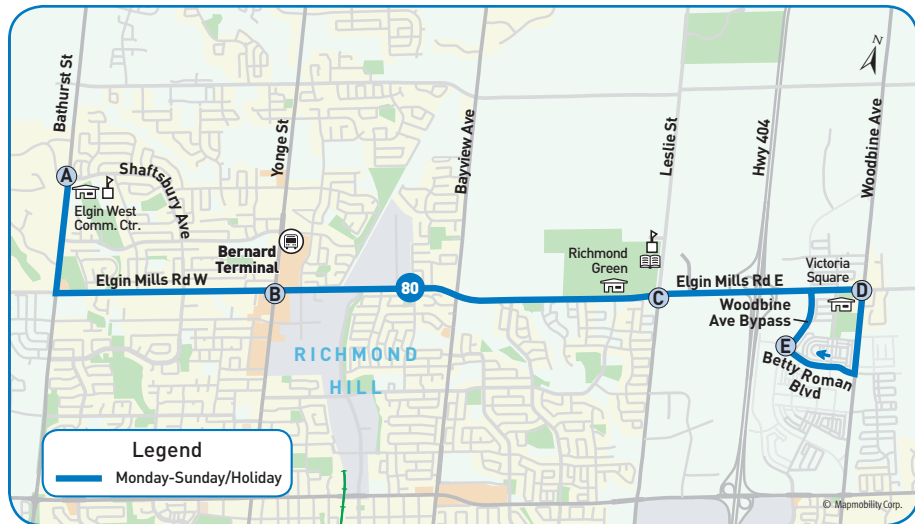 Bathurst St
Yonge St
Bayview Ave
Leslie St
Hwy 404
Woodbine Ave
N
A
Shaftsbury Ave
Elgin West
Comm. Ctr.
Bernard
Terminal
Richmond
Green
Victoria
Square
Elgin Mills Rd W
B
80
C
Elgin Mills Rd E
D
Woodbine
Ave Bypass
E
Betty Roman
Blvd
RICHMOND
HILL
Legend
Monday-Sunday/Holiday
© Mapmobility Corp.